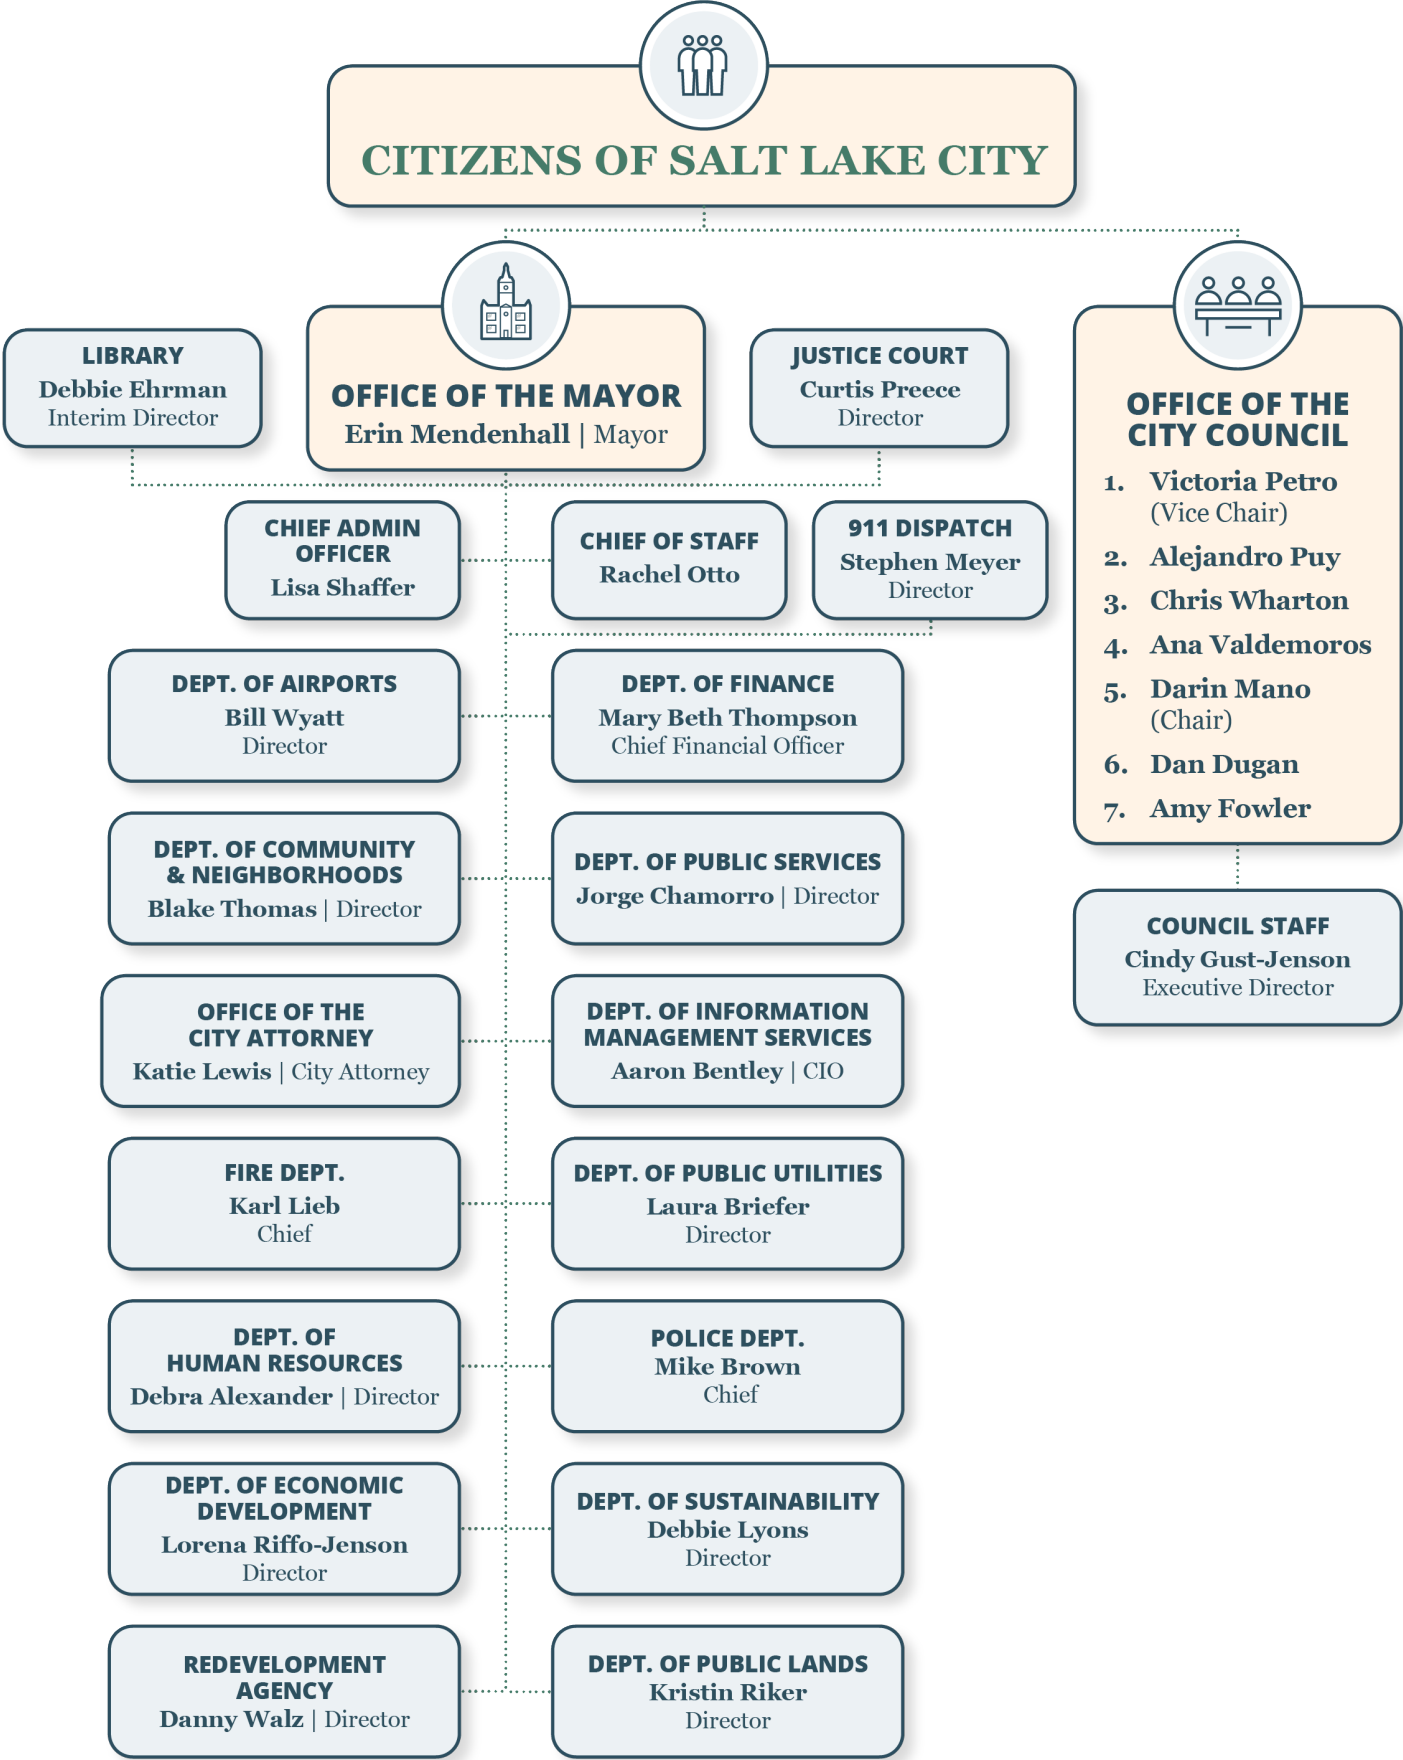 CITIZENS OF SALT LAKE CITY
LIBRARY
Debbie Ehrman
Interim Director
OFFICE OF THE MAYOR
Erin Mendenhall | Mayor
JUSTICE COURT
Curtis Preece
Director
OFFICE OF THE
CITY COUNCIL
1. Victoria Petro
(Vice Chair)
2. Alejandro Puy
3. Chris Wharton
4. Ana Valdemoros
5. Darin Mano
(Chair)
6. Dan Dugan
7. Amy Fowler
COUNCIL STAFF
Cindy Gust-Jenson
Executive Director
CHIEF ADMIN
OFFICER
Lisa Shaffer
CHIEF OF STAFF
Rachel Otto
911 DISPATCH
Stephen Meyer
Director
DEPT. OF AIRPORTS
Bill Wyatt
Director
DEPT. OF FINANCE
Mary Beth Thompson
Chief Financial Officer
DEPT. OF COMMUNITY
& NEIGHBORHOODS
Blake Thomas | Director
DEPT. OF PUBLIC SERVICES
Jorge Chamorro | Director
OFFICE OF THE
CITY ATTORNEY
Katie Lewis | City Attorney
DEPT. OF INFORMATION
MANAGEMENT SERVICES
Aaron Bentley | CIO
FIRE DEPT.
Karl Lieb
Chief
DEPT. OF PUBLIC UTILITIES
Laura Briefer
Director
DEPT. OF
HUMAN RESOURCES
Debra Alexander | Director
POLICE DEPT.
Mike Brown
Chief
DEPT. OF ECONOMIC
DEVELOPMENT
Lorena Riffo-Jenson
Director
DEPT. OF SUSTAINABILITY
Debbie Lyons
Director
REDEVELOPMENT
AGENCY
Danny Walz | Director
DEPT. OF PUBLIC LANDS
Kristin Riker
Director